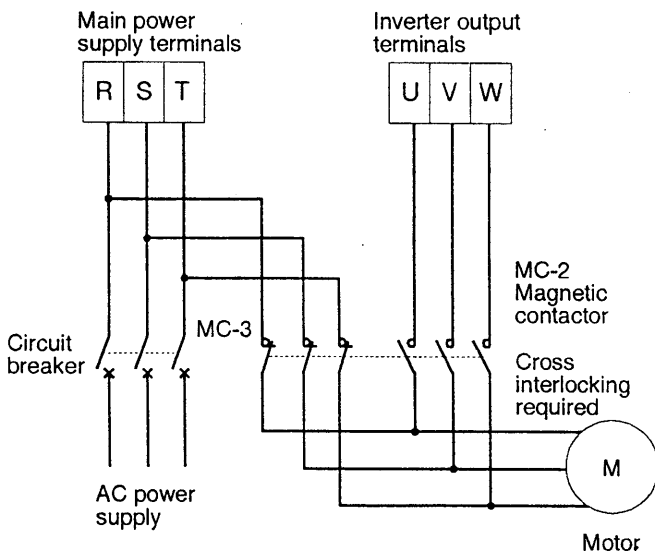 Main power
supply terminals
Inverter output
terminals
R S T
U V W
MC-2
Magnetic
contactor
MC-3
Circuit
breaker
Cross
interlocking
required
M
AC power
supply
Motor